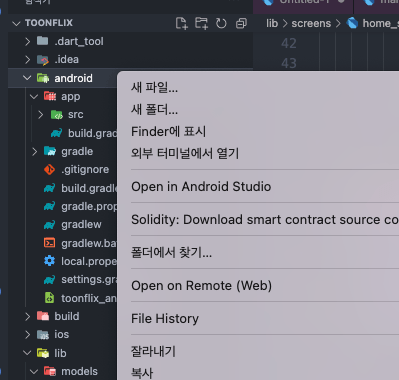 TOONFLIX
.dart_tool
.idea
android
app
src
build.grad
gradle
.gitignore
build.gradle
gradle.prop
gradlew
gradlew.ba
local.prope
settings.gra
toonflix_an
build
ios
lib
models
Untitled-1
lib > screens > home_s
42
43
새 파일...
새 폴더...
Finder에 표시
외부 터미널에서 열기
Open in Android Studio
Solidity: Download smart contract source co
폴더에서 찾기...
Open on Remote (Web)
File History
잘라내기
복사